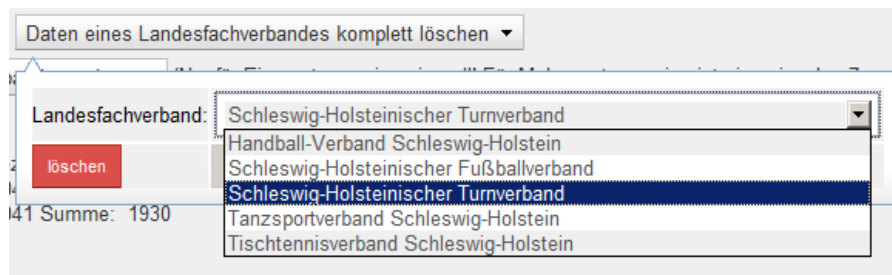 Daten eines Landesfachverbandes komplett löschen
Landesfachverband: Schleswig-Holsteinischer Turnverband
Handball-Verband Schleswig-Holstein
löschen
Schleswig-Holsteinischer Fußballverband
Schleswig-Holsteinischer Turnverband
Tanzsportverband Schleswig-Holstein
41 Summe: 1930
Tischtennisverband Schleswig-Holstein